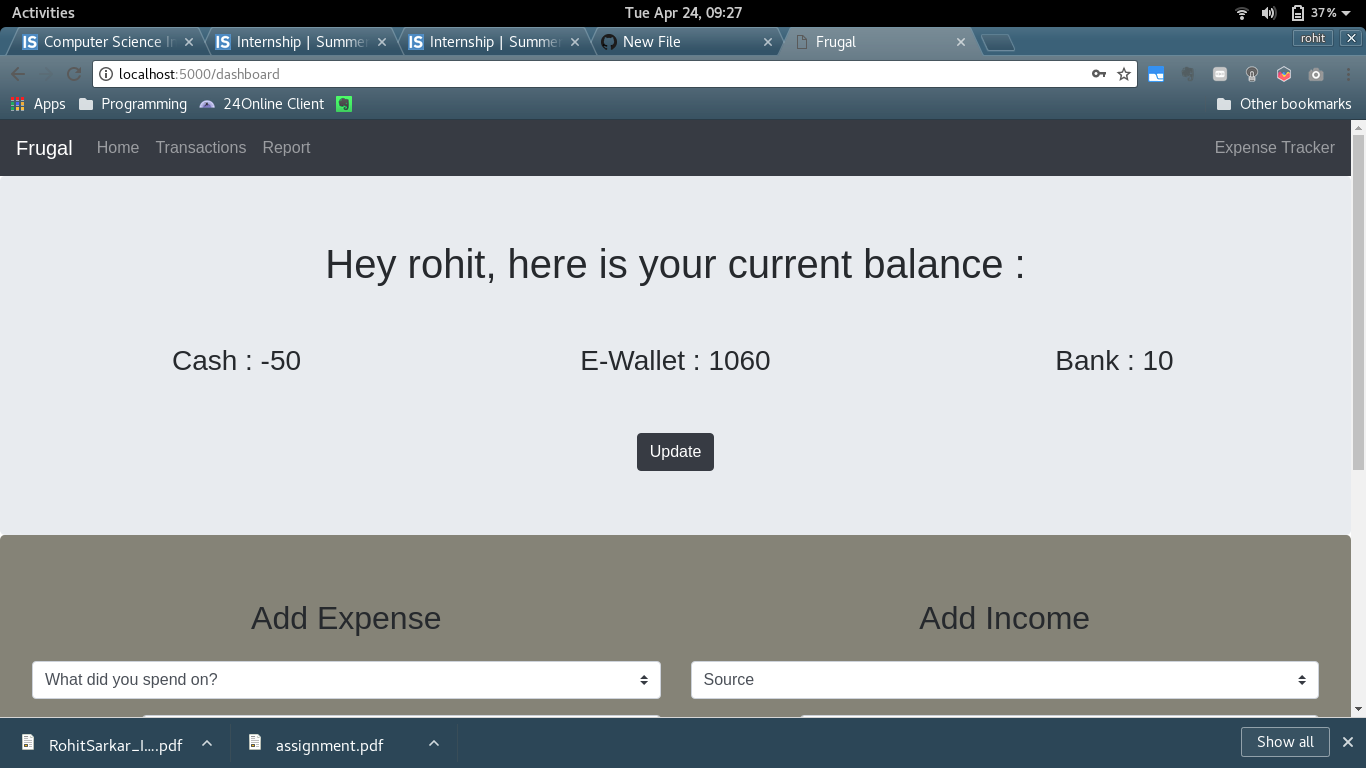 Activities
Tue Apr 24, 09:27
37%
Computer Science In
Internship | Summer
Internship | Summer
New File
Frugal
rohit
localhost:5000/dashboard
Apps
Programming
24Online Client
Other bookmarks
Frugal
Home
Transactions
Report
Expense Tracker
Hey rohit, here is your current balance :
Cash : -50
E-Wallet : 1060
Bank : 10
Update
Add Expense
Add Income
What did you spend on?
Source
RohitSarkar_I....pdf
assignment.pdf
Show all